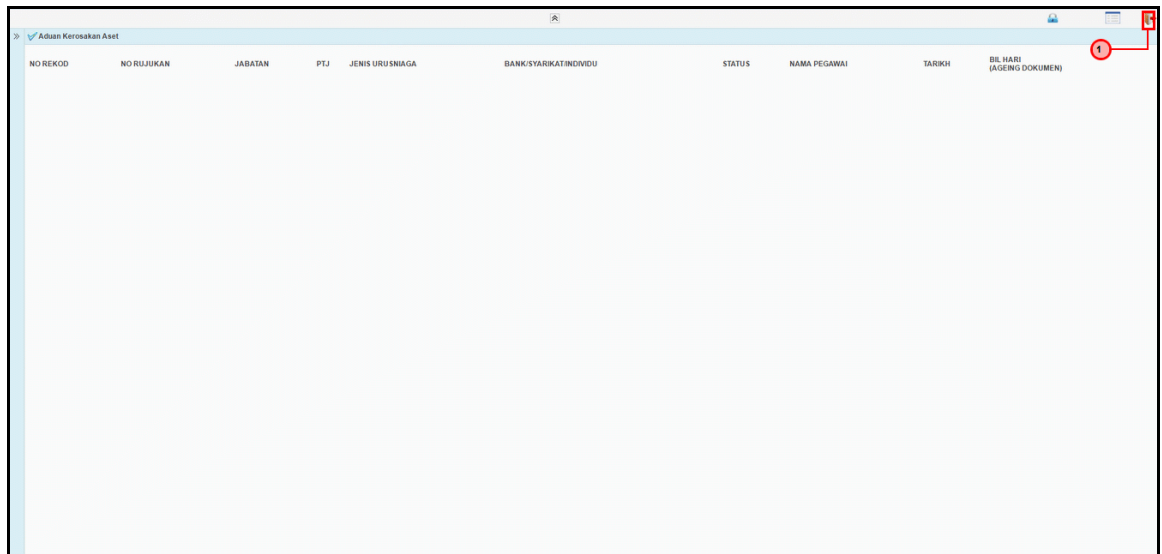 Aduan Kerosakan Aset
1
NO REKOD NO RUJUKAN JABATAN PTJ JENIS URUSNIAGA BANK/SYARIKAT/INDIVIDU STATUS NAMA PEGAWAI TARIKH BIL HARI
(AGEING DOKUMEN)